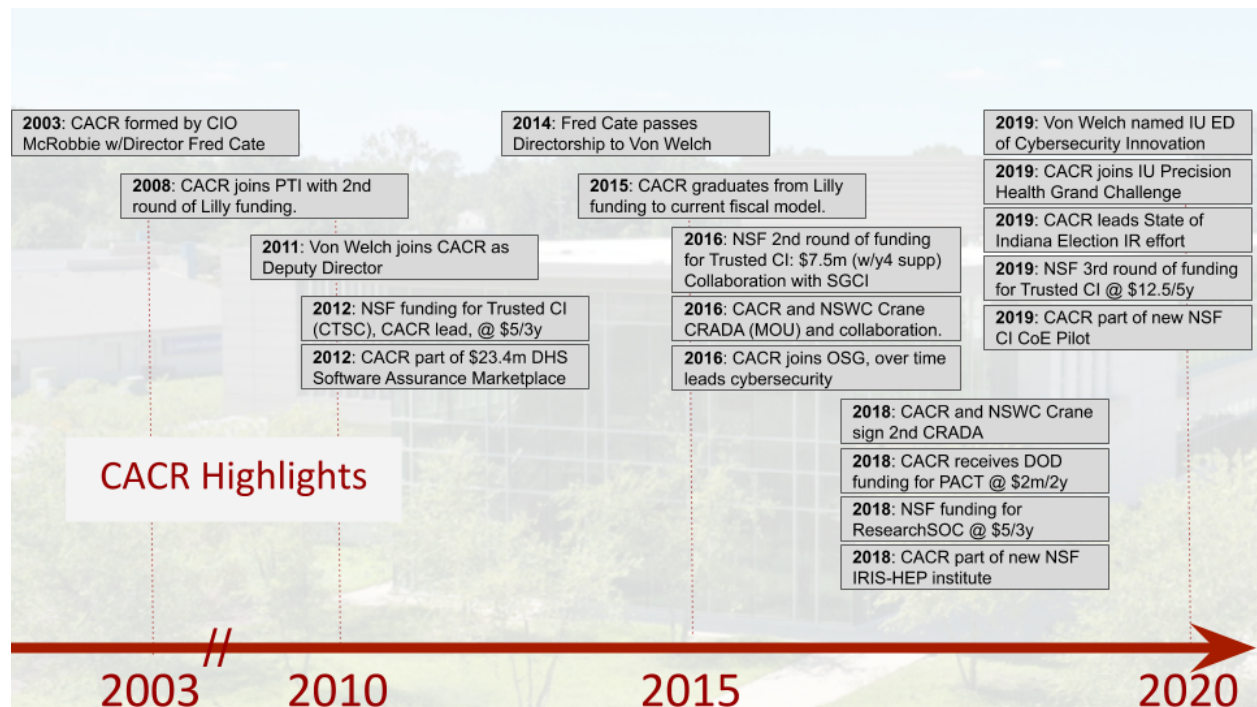 2003: CACR formed by CIO
McRobbie w/Director Fred Cate
2008: CACR joins PTI with 2nd
round of Lilly funding.
2011: Von Welch joins CACR as
Deputy Director
2012: NSF funding for Trusted CI
(CTSC), CACR lead, @ $5/3y
2012: CACR part of $23.4m DHS
Software Assurance Marketplace
2014: Fred Cate passes
Directorship to Von Welch
2015: CACR graduates from Lilly
funding to current fiscal model.
2016: NSF 2nd round of funding
for Trusted CI: $7.5m (w/y4 supp)
Collaboration with SGCI
2016: CACR and NSWC Crane
CRADA (MOU) and collaboration.
2016: CACR joins OSG, over time
leads cybersecurity
2018: CACR and NSWC Crane
sign 2nd CRADA
2018: CACR receives DOD
funding for PACT @ $2m/2y
2018: NSF funding for
ResearchSOC @ $5/3y
2018: CACR part of new NSF
IRIS-HEP institute
2019: Von Welch named IU ED
of Cybersecurity Innovation
2019: CACR joins IU Precision
Health Grand Challenge
2019: CACR leads State of
Indiana Election IR effort
2019: NSF 3rd round of funding
for Trusted CI @ $12.5/5y
2019: CACR part of new NSF
CI CoE Pilot
CACR Highlights
//
2003
2010
2015
2020